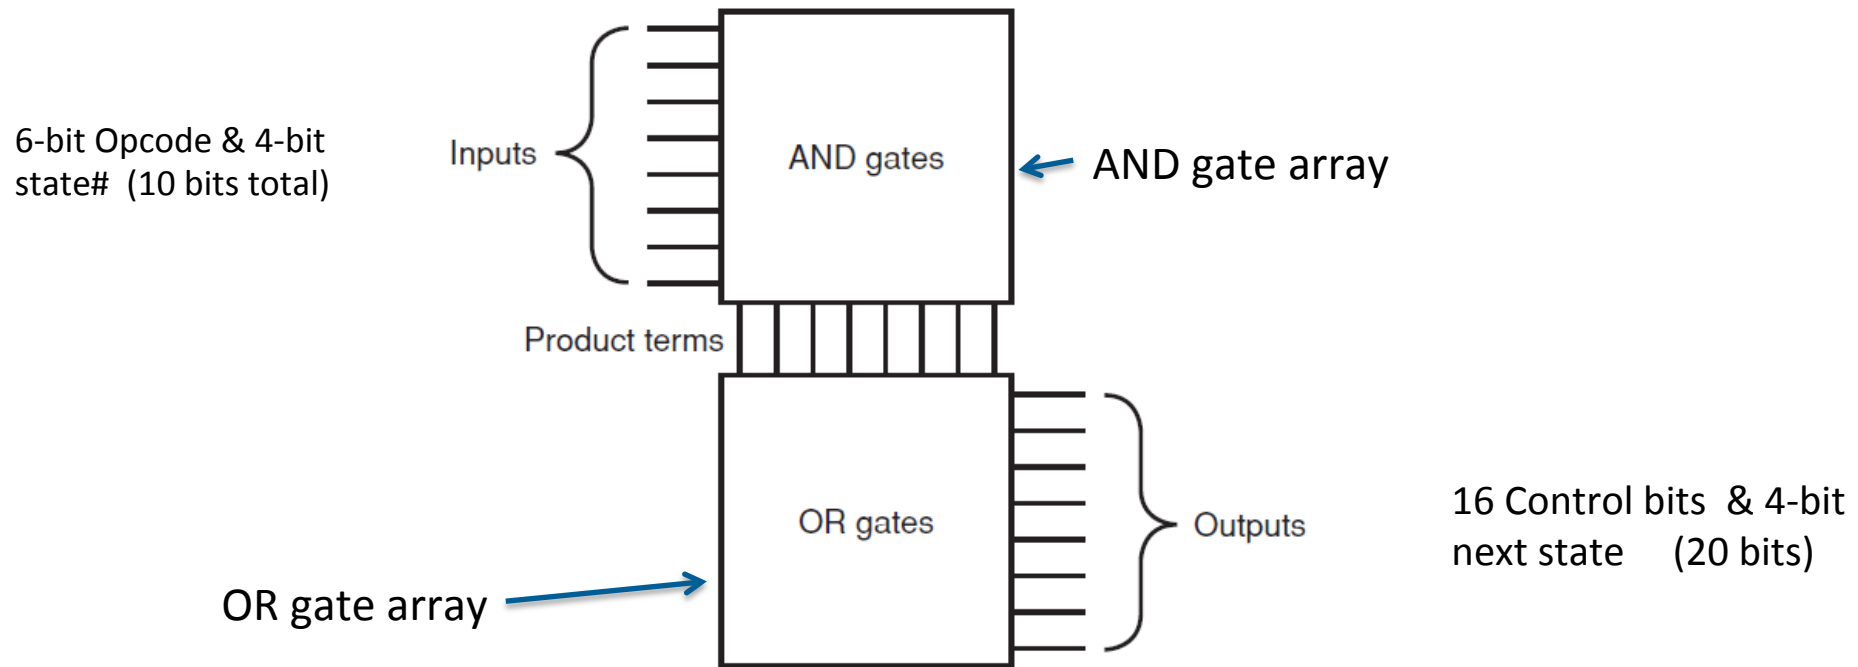 6-bit Opcode & 4-bit
state# (10 bits total)
Inputs
AND gates
AND gate array
Product terms
OR gates
Outputs
16 Control bits & 4-bit
next state (20 bits)
OR gate array